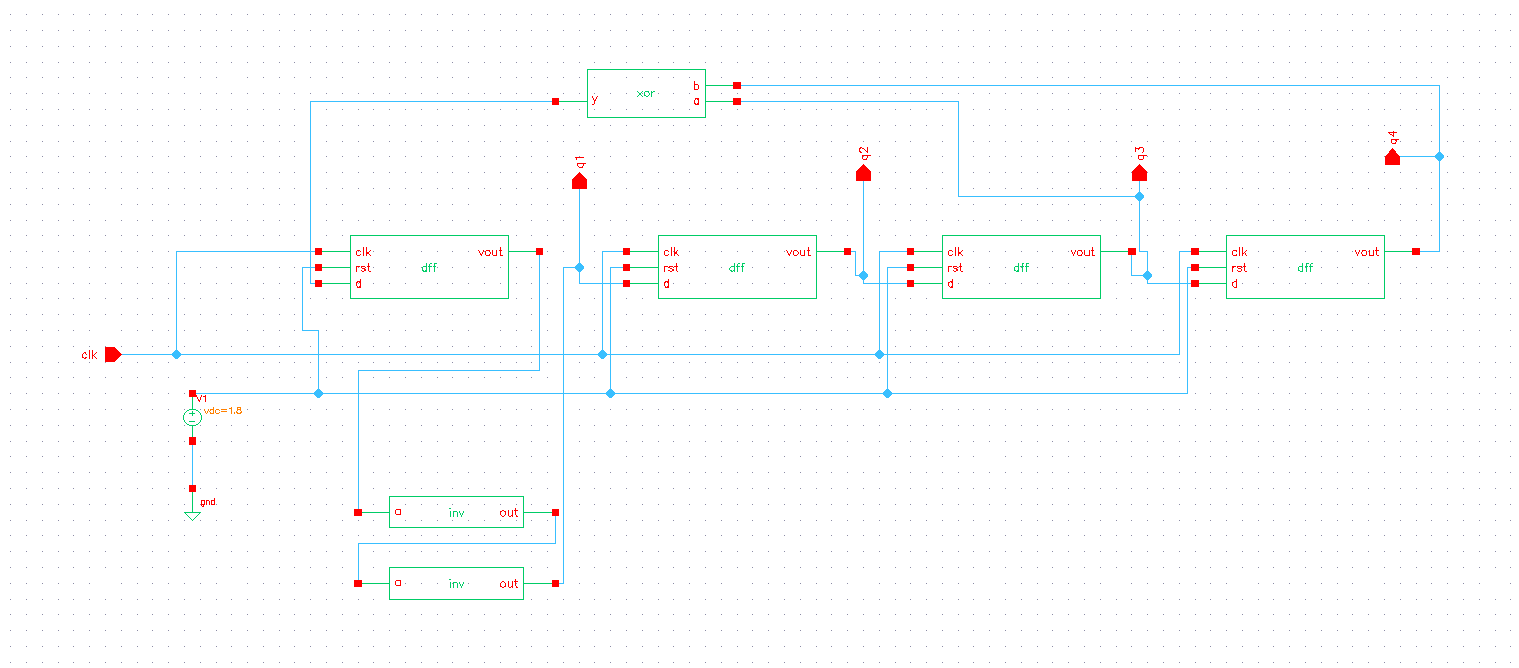 b
y xor a
q1
q2
q3
q4
clk vout
rst dff
d
clk vout
rst dff
d
clk vout
rst dff
d
clk vout
rst dff
d
clk
V1
vdc=1.8
gnd
a inv out
a inv out